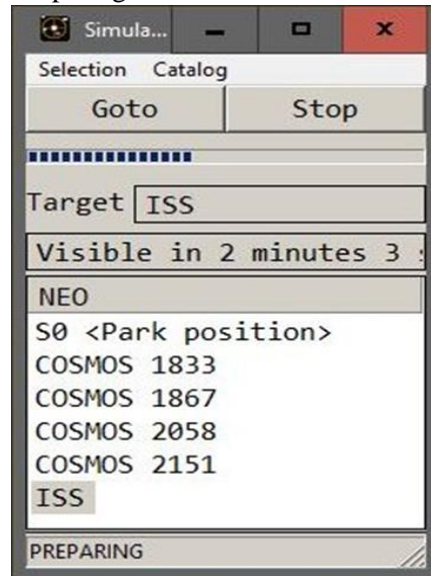 Simula...
Selection Catalog
Goto Stop
Target ISS
Visible in 2 minutes 3
NEO
S0 <Park position>
COSMOS 1833
COSMOS 1867
COSMOS 2058
COSMOS 2151
ISS
PREPARING